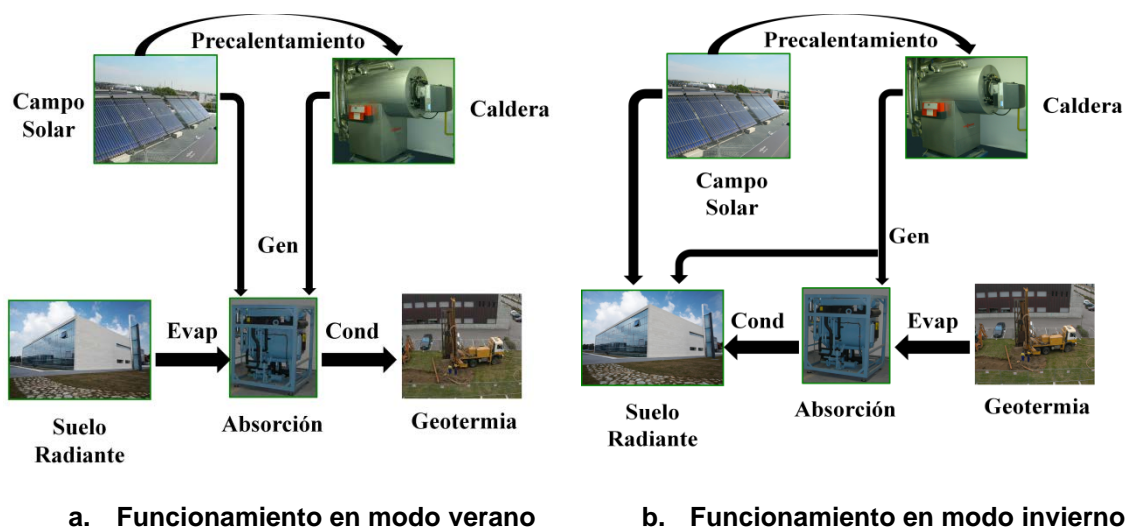 Precalentamiento
Campo
Solar
Caldera
Gen
Evap
Cond
Suelo
Radiante
Absorción
Geotermia
a. Funcionamiento en modo verano
Precalentamiento
Caldera
Campo
Solar
Gen
Cond
Evap
Suelo
Radiante
Absorción
Geotermia
b. Funcionamiento en modo invierno